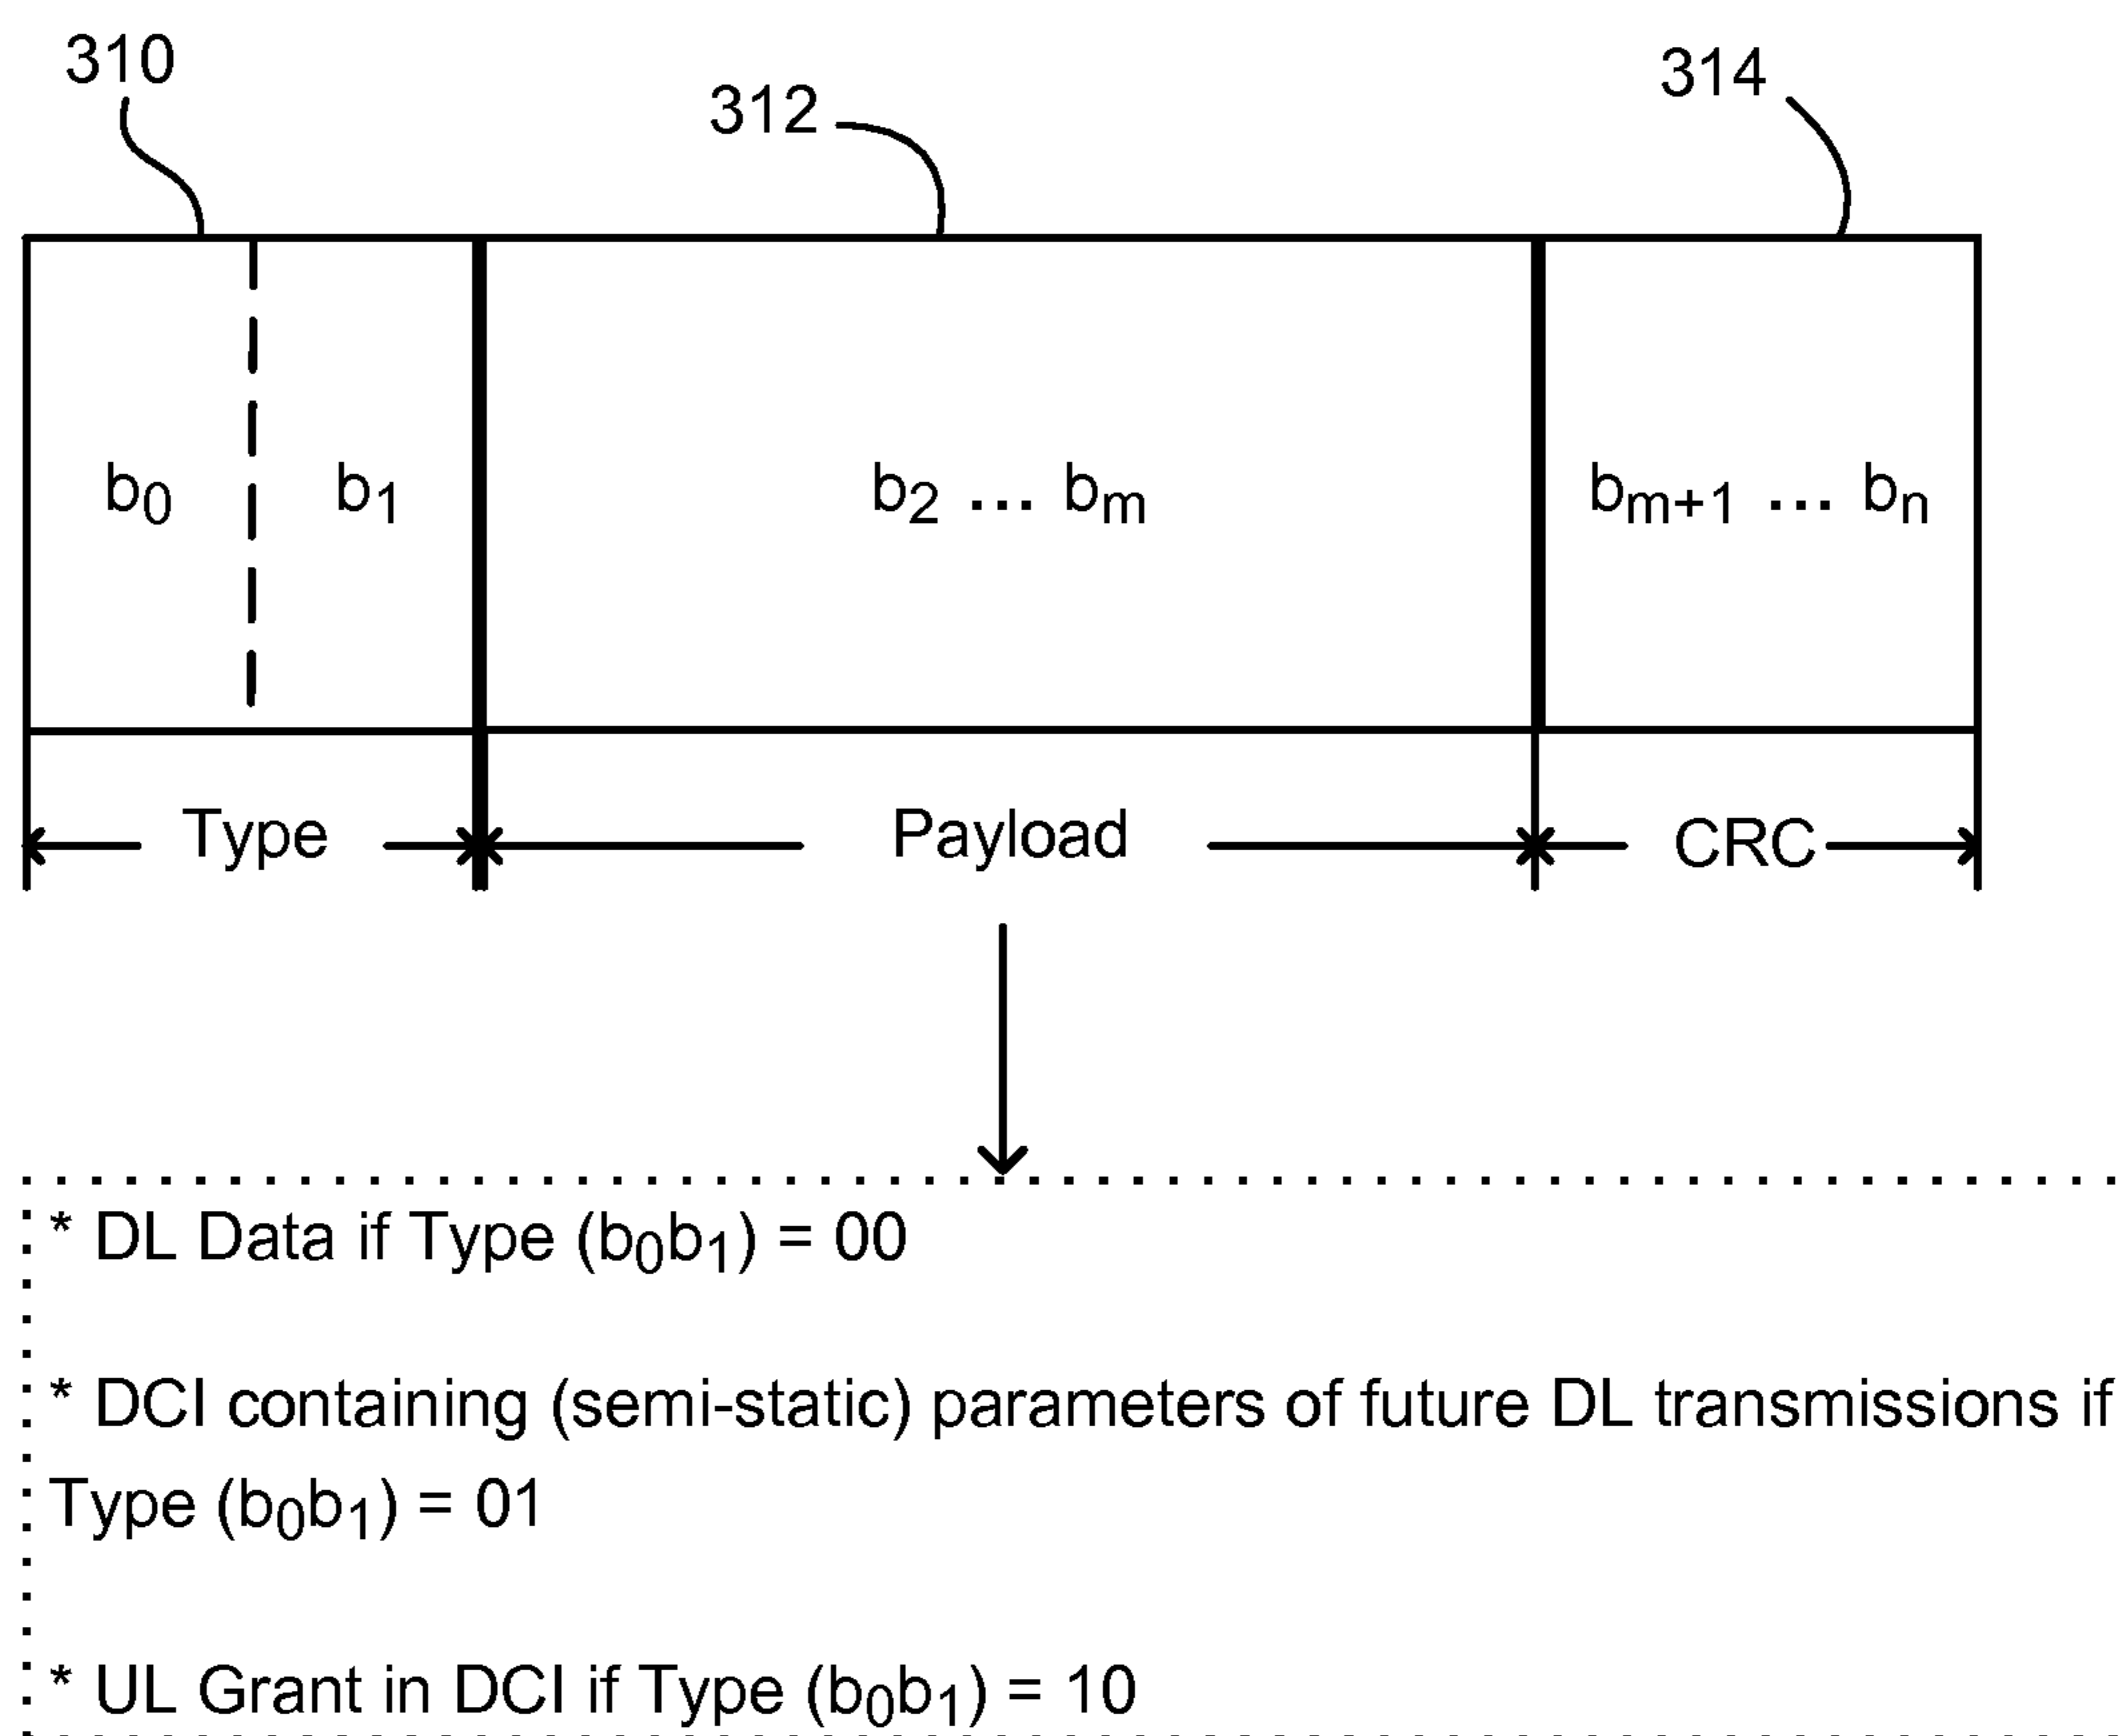 310
312
314
b0
b1
b2 ... bm
bm+1 ... bn
Type
Payload
CRC
* DL Data if Type (b0b1) = 00
* DCI containing (semi-static) parameters of future DL transmissions if
Type (b0b1) = 01
* UL Grant in DCI if Type (b0b1) = 10